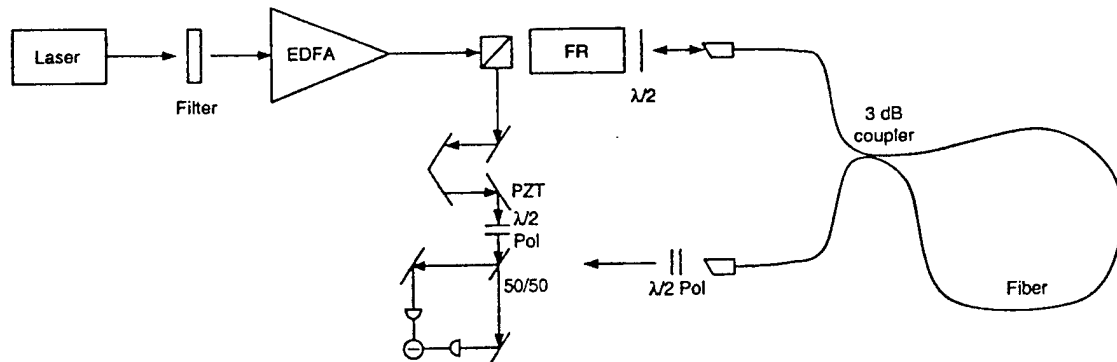 Laser
Filter
EDFA
FR
λ/2
3 dB
coupler
PZT
λ/2
Pol
50/50
λ/2 Pol
Fiber